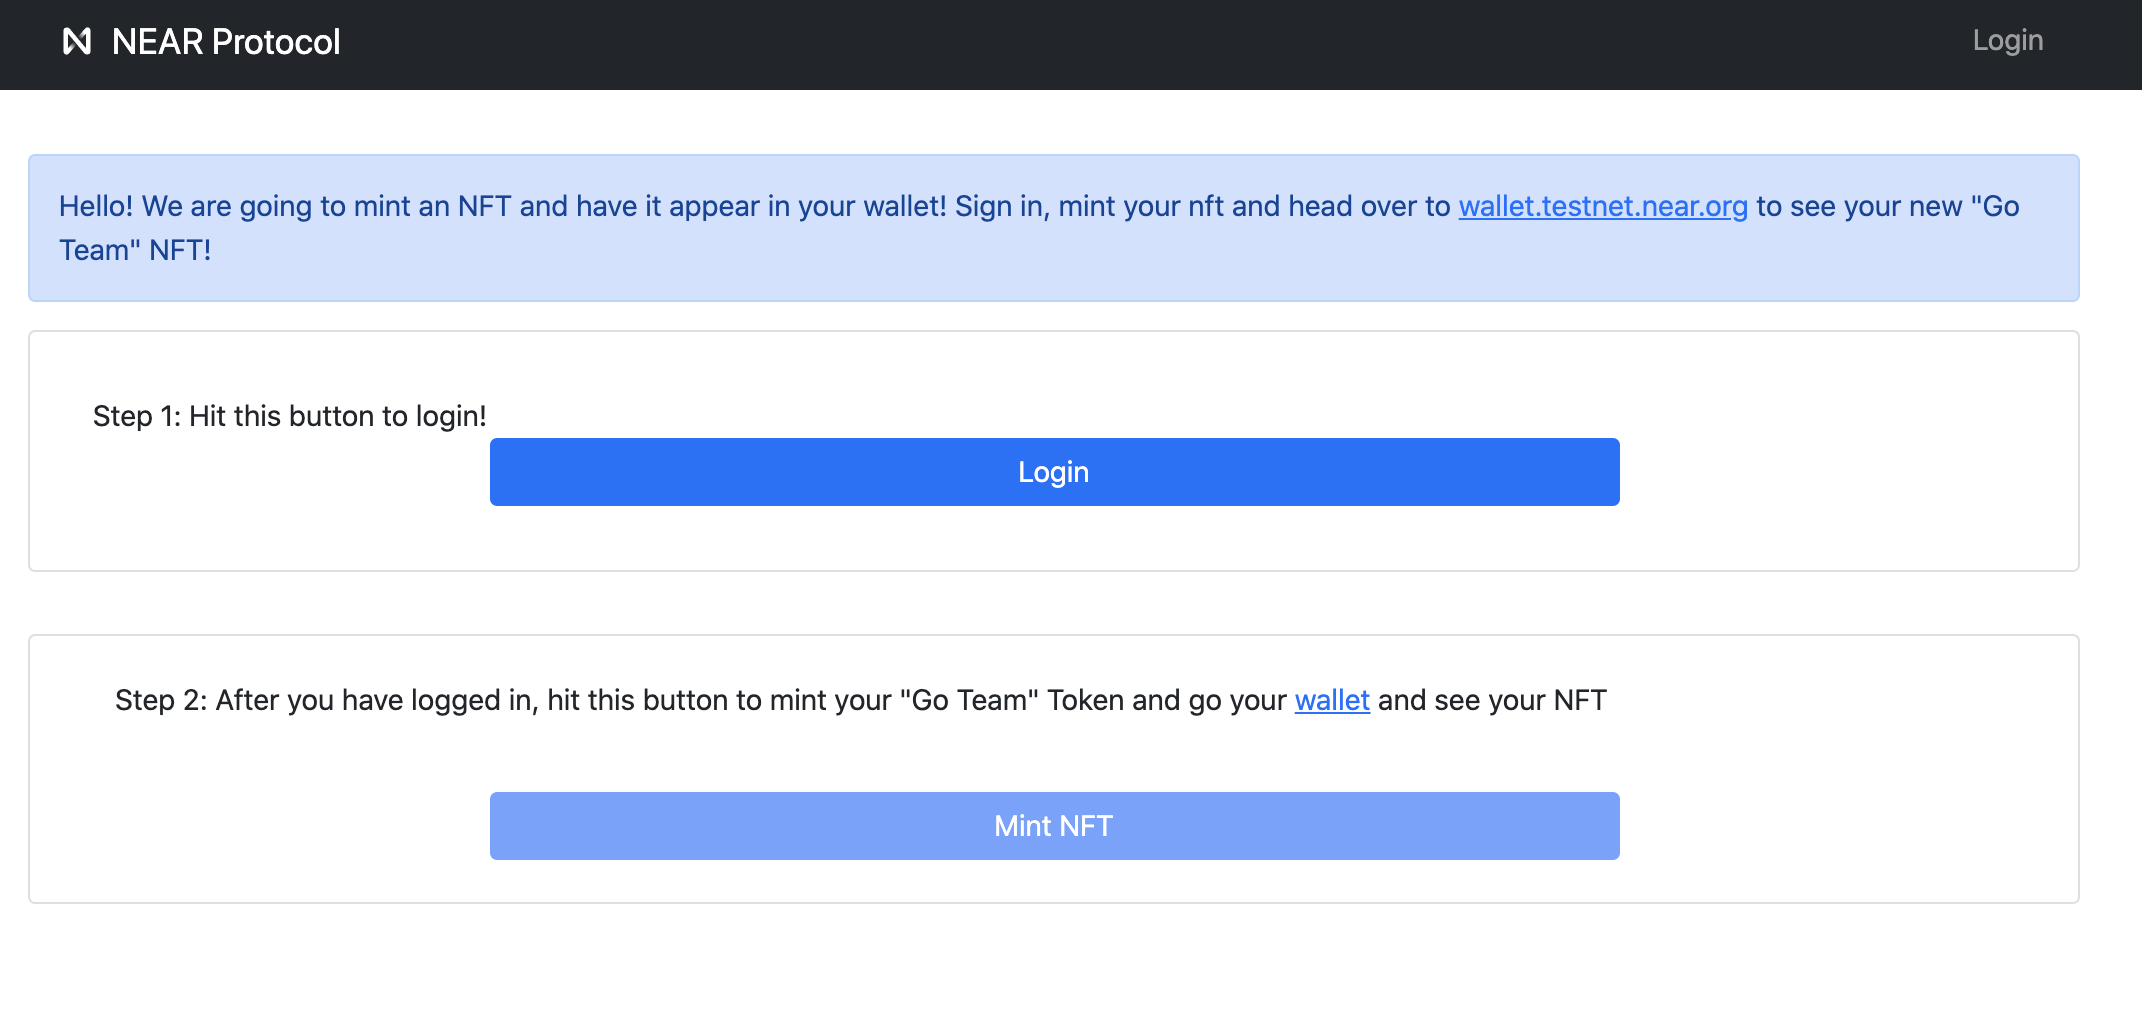 NEAR Protocol
Login
Hello! We are going to mint an NFT and have it appear in your wallet! Sign in, mint your nft and head over to wallet.testnet.near.org to see your new "Go
Team" NFT!
Step 1: Hit this button to login!
Login
Step 2: After you have logged in, hit this button to mint your "Go Team" Token and go your wallet and see your NFT
Mint NFT